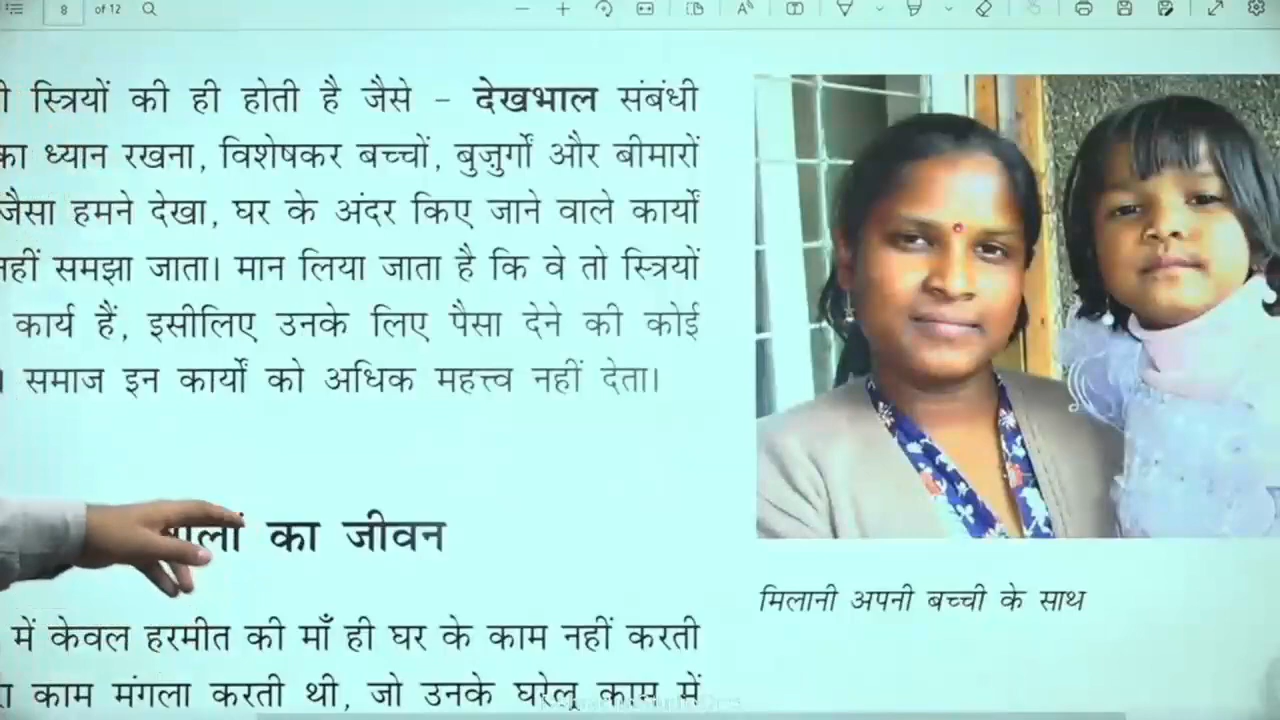 8 of 12
स्त्रियों की ही होती है जैसे – देखभाल संबंधी
ध्यान रखना, विशेषकर बच्चों, बुज़ुर्गों और बीमारों
जैसा हमने देखा, घर के अंदर किए जाने वाले कार्यों
नहीं समझा जाता। मान लिया जाता है कि वे तो स्त्रियों
कार्य हैं, इसीलिए उनके लिए पैसा देने की कोई
समाज इन कार्यों को अधिक महत्त्व नहीं देता।
का जीवन
मिलानी अपनी बच्ची के साथ
में केवल हरमीत की माँ ही घर के काम नहीं करती
काम मंगला करती थी, जो उनके घरेलू काम में